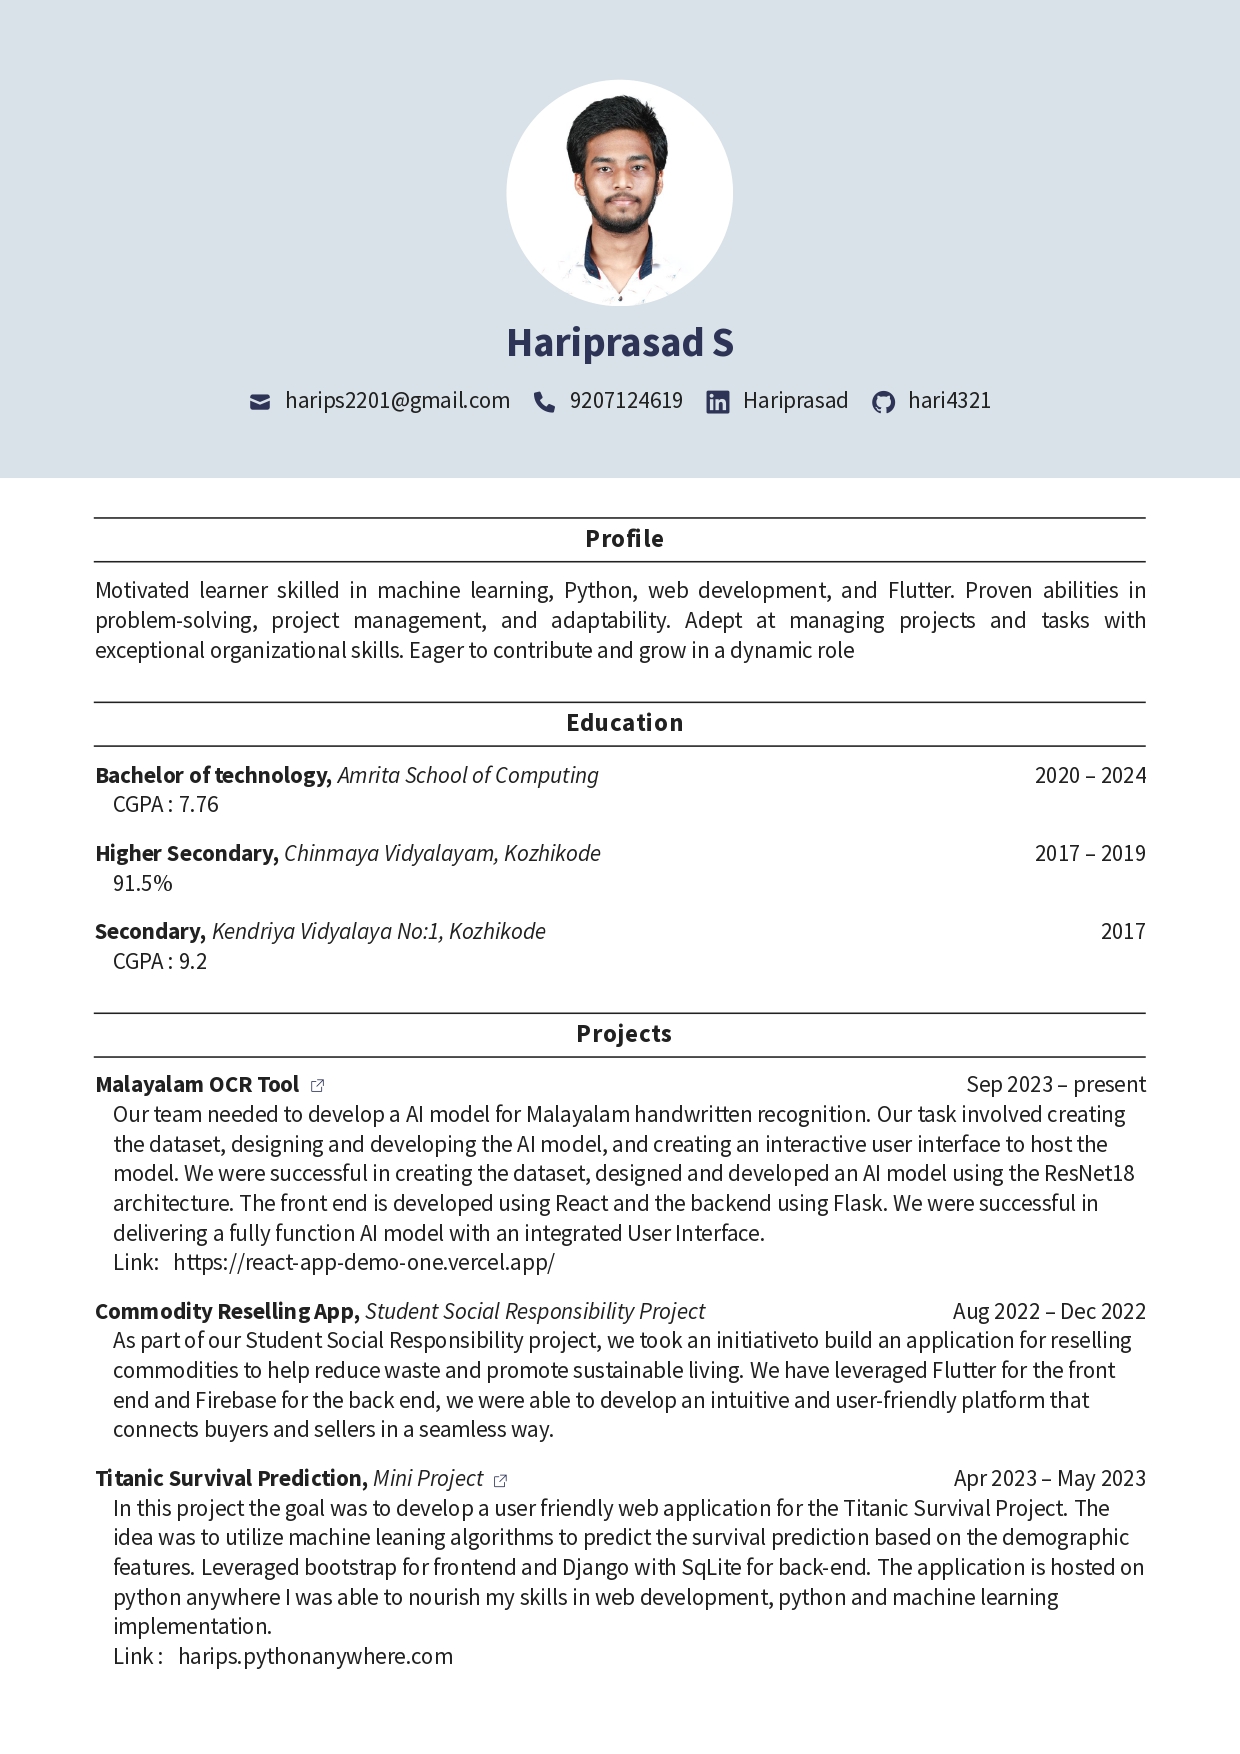 Hariprasad S
harips2201@gmail.com 9207124619 Hariprasad hari4321
Profile
Motivated learner skilled in machine learning, Python, web development, and Flutter. Proven abilities in
problem-solving, project management, and adaptability. Adept at managing projects and tasks with
exceptional organizational skills. Eager to contribute and grow in a dynamic role
Education
Bachelor of technology, Amrita School of Computing 2020 – 2024
CGPA : 7.76
Higher Secondary, Chinmaya Vidyalayam, Kozhikode 2017 – 2019
91.5%
Secondary, Kendriya Vidyalaya No:1, Kozhikode 2017
CGPA : 9.2
Projects
Malayalam OCR Tool Sep 2023 – present
Our team needed to develop a AI model for Malayalam handwritten recognition. Our task involved creating
the dataset, designing and developing the AI model, and creating an interactive user interface to host the
model. We were successful in creating the dataset, designed and developed an AI model using the ResNet18
architecture. The front end is developed using React and the backend using Flask. We were successful in
delivering a fully function AI model with an integrated User Interface.
Link: https://react-app-demo-one.vercel.app/
Commodity Reselling App, Student Social Responsibility Project Aug 2022 – Dec 2022
As part of our Student Social Responsibility project, we took an initiativeto build an application for reselling
commodities to help reduce waste and promote sustainable living. We have leveraged Flutter for the front
end and Firebase for the back end, we were able to develop an intuitive and user-friendly platform that
connects buyers and sellers in a seamless way.
Titanic Survival Prediction, Mini Project Apr 2023 – May 2023
In this project the goal was to develop a user friendly web application for the Titanic Survival Project. The
idea was to utilize machine leaning algorithms to predict the survival prediction based on the demographic
features. Leveraged bootstrap for frontend and Django with SqLite for back-end. The application is hosted on
python anywhere I was able to nourish my skills in web development, python and machine learning
implementation.
Link : harips.pythonanywhere.com